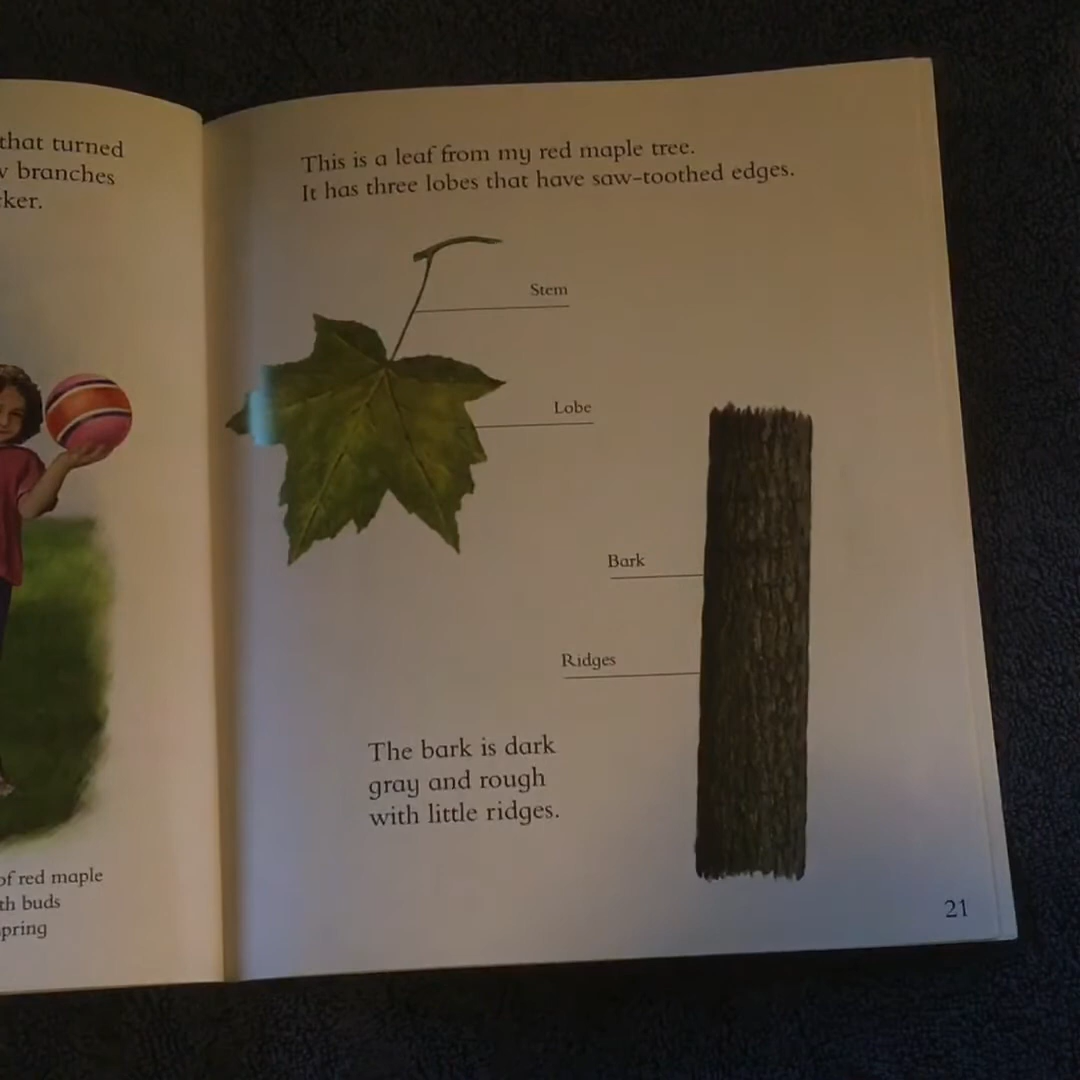 that turned
branches
This is a leaf from my red maple tree.
It has three lobes that have saw-toothed edges.
Stem
Lobe
Bark
Ridges
The bark is dark
gray and rough
with little ridges.
of red maple
buds
21